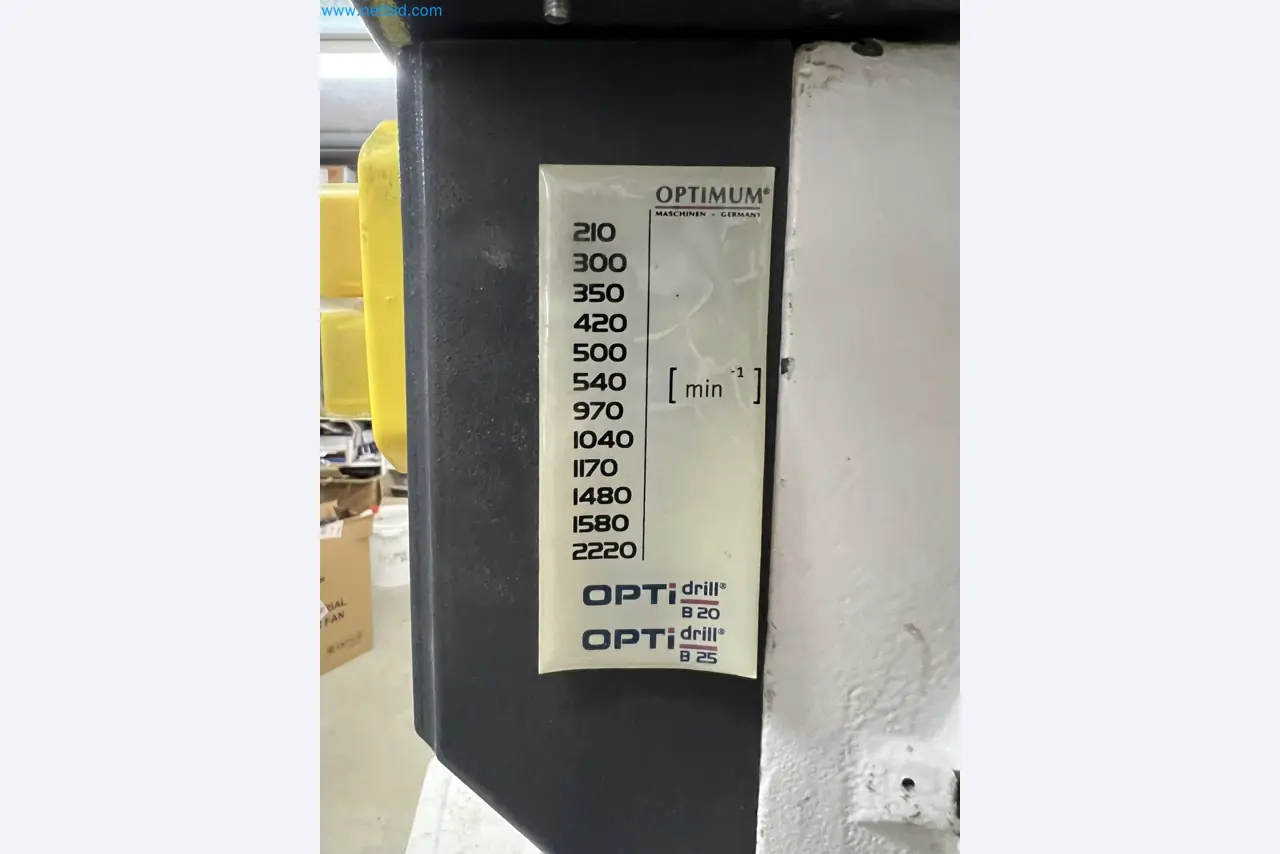 www.netbid.com
OPTIMUM®
MASCHINEN - GERMANY
210
300
350
420
500
540
970
1040
1170
1480
1580
2220
[ min⁻¹ ]
OPTi drill®
B 20
OPTi drill®
B 25
FAN